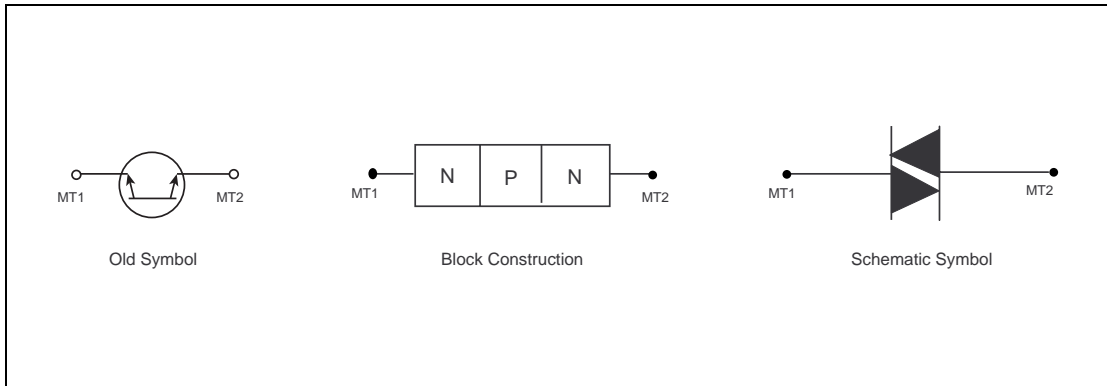 MT1
MT2
Old Symbol
MT1
N
P
N
MT2
Block Construction
MT1
MT2
Schematic Symbol